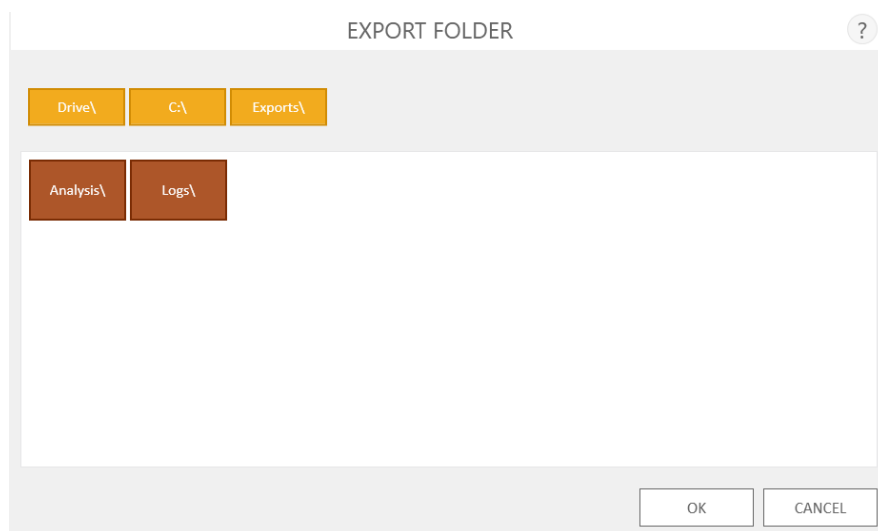 EXPORT FOLDER
?
Drive\ C:\ Exports\
Analysis\ Logs\
OK CANCEL